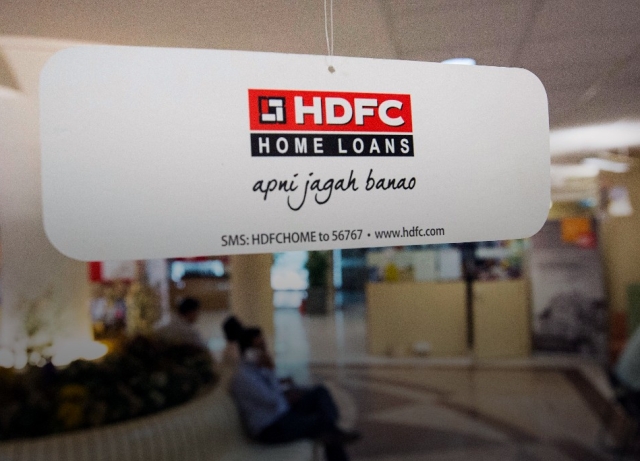 HDFC
HOME LOANS
apni jagah banao
SMS: HDFCHOME to 56767 • www.hdfc.com